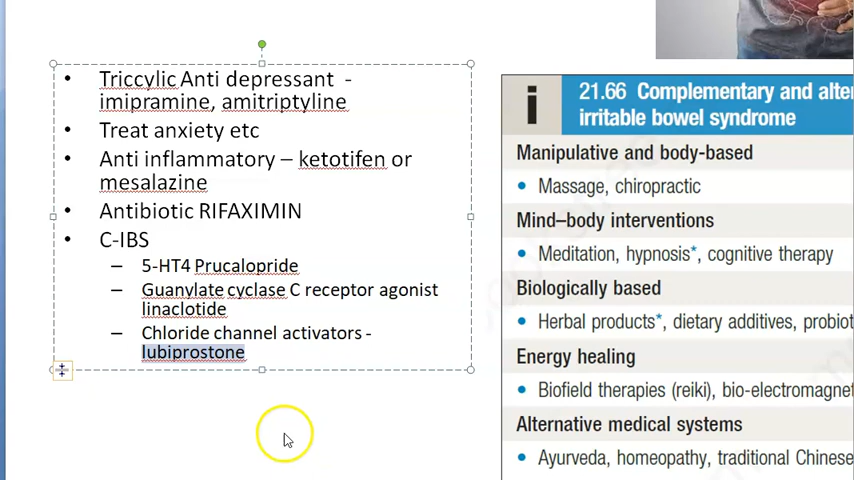 • Triccylic Anti depressant -
imipramine, amitriptyline
• Treat anxiety etc
• Anti inflammatory – ketotifen or
mesalazine
• Antibiotic RIFAXIMIN
• C-IBS
– 5-HT4 Prucalopride
– Guanylate cyclase C receptor agonist
linaclotide
– Chloride channel activators -
lubiprostone
i
21.66 Complementary and alte
irritable bowel syndrome
Manipulative and body-based
• Massage, chiropractic
Mind–body interventions
• Meditation, hypnosis*, cognitive therapy
Biologically based
• Herbal products*, dietary additives, probiot
Energy healing
• Biofield therapies (reiki), bio-electromagnet
Alternative medical systems
• Ayurveda, homeopathy, traditional Chinese